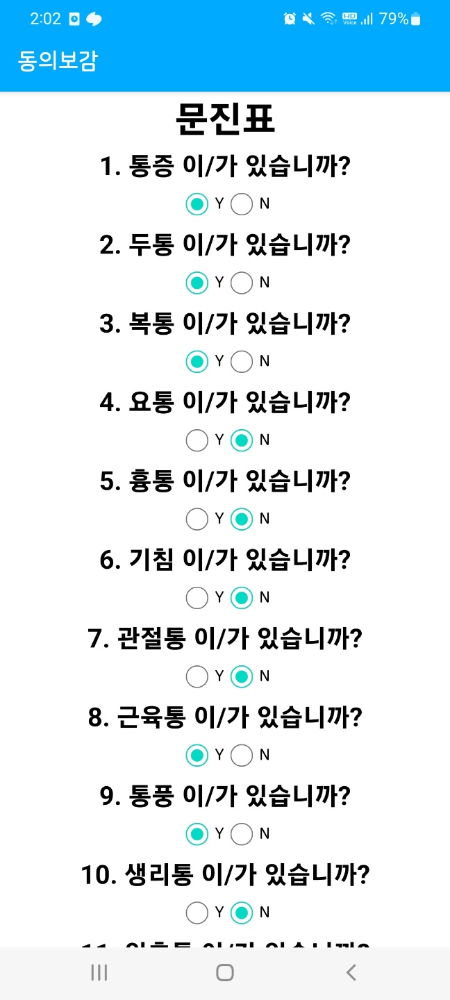 2:02 HD Voice 79%
동의보감
문진표
1. 통증 이/가 있습니까?
Y N
2. 두통 이/가 있습니까?
Y N
3. 복통 이/가 있습니까?
Y N
4. 요통 이/가 있습니까?
Y N
5. 흉통 이/가 있습니까?
Y N
6. 기침 이/가 있습니까?
Y N
7. 관절통 이/가 있습니까?
Y N
8. 근육통 이/가 있습니까?
Y N
9. 통풍 이/가 있습니까?
Y N
10. 생리통 이/가 있습니까?
Y N